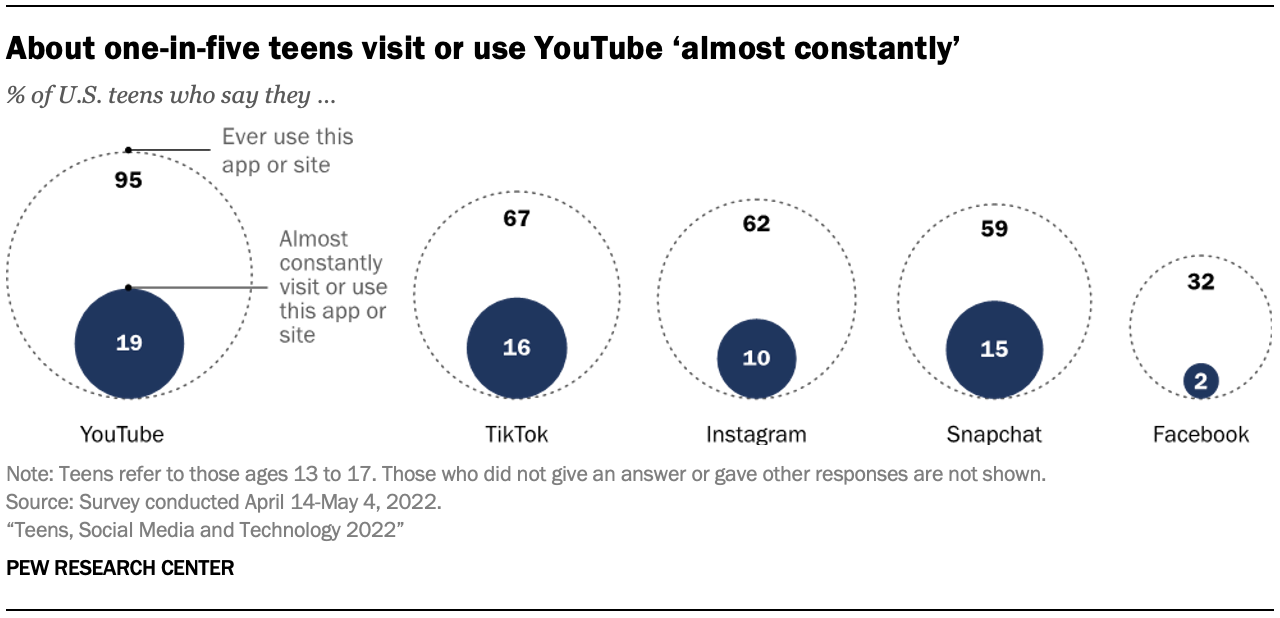 About one-in-five teens visit or use YouTube ‘almost constantly’
% of U.S. teens who say they ...
Ever use this
app or site
95
Almost
constantly
visit or use
this app or
site
19
67
16
62
10
59
15
32
2
YouTube
TikTok
Instagram
Snapchat
Facebook
Note: Teens refer to those ages 13 to 17. Those who did not give an answer or gave other responses are not shown.
Source: Survey conducted April 14-May 4, 2022.
“Teens, Social Media and Technology 2022”
PEW RESEARCH CENTER